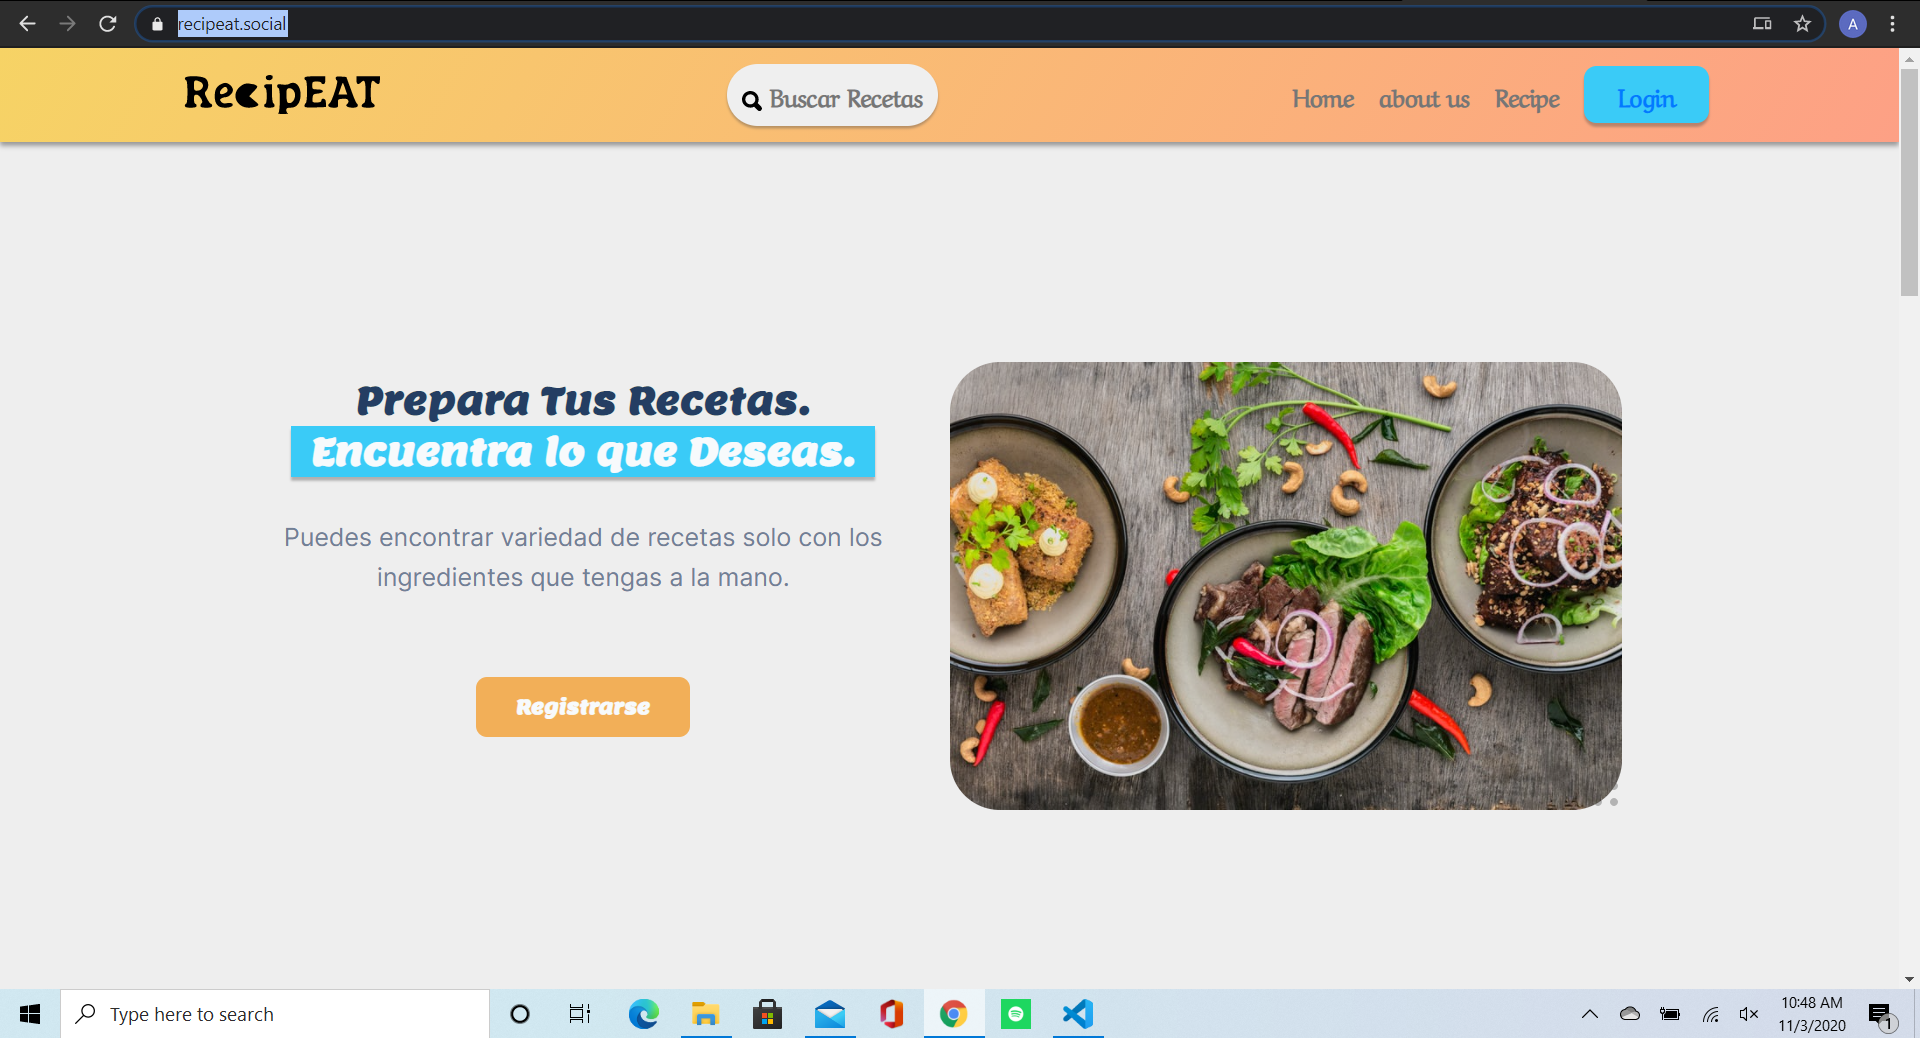 recipeat.social
A
RecipEAT
Buscar Recetas
Home
about us
Recipe
Login
Prepara Tus Recetas.
Encuentra lo que Deseas.
Puedes encontrar variedad de recetas solo con los
ingredientes que tengas a la mano.
Registrarse
Type here to search
10:48 AM
11/3/2020
1